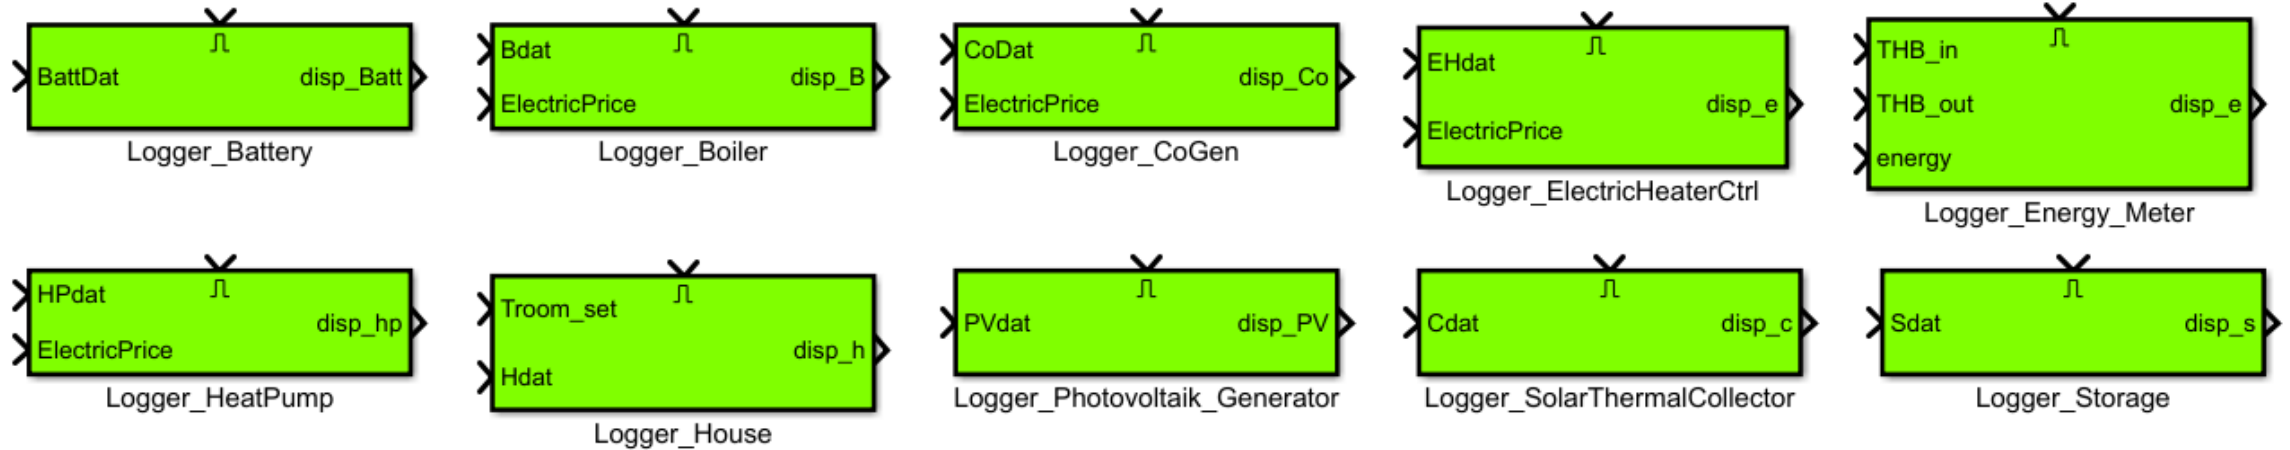 BattDat disp_Batt
Logger_Battery
Bdat
ElectricPrice
disp_B
Logger_Boiler
CoDat
ElectricPrice
disp_Co
Logger_CoGen
EHdat
ElectricPrice
disp_e
Logger_ElectricHeaterCtrl
THB_in
THB_out disp_e
energy
Logger_Energy_Meter
HPdat
ElectricPrice
disp_hp
Logger_HeatPump
Troom_set
Hdat
disp_h
Logger_House
PVdat disp_PV
Logger_Photovoltaik_Generator
Cdat disp_c
Logger_SolarThermalCollector
Sdat disp_s
Logger_Storage